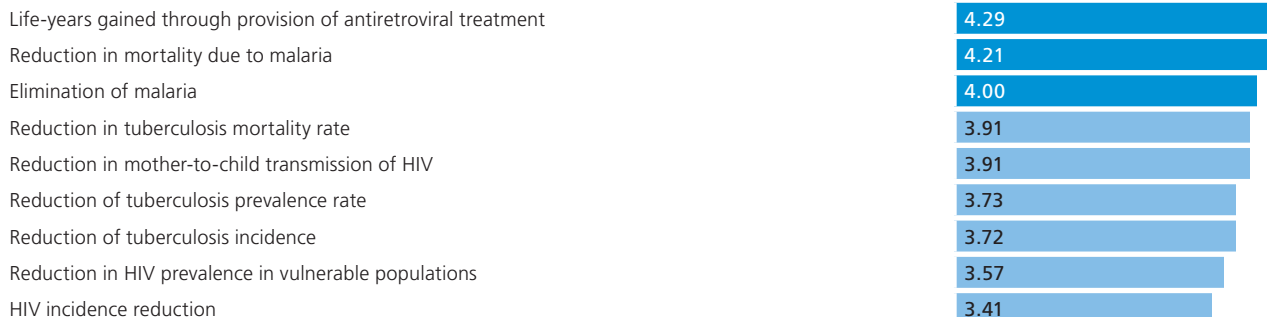 Life-years gained through provision of antiretroviral treatment 4.29
Reduction in mortality due to malaria 4.21
Elimination of malaria 4.00
Reduction in tuberculosis mortality rate 3.91
Reduction in mother-to-child transmission of HIV 3.91
Reduction of tuberculosis prevalence rate 3.73
Reduction of tuberculosis incidence 3.72
Reduction in HIV prevalence in vulnerable populations 3.57
HIV incidence reduction 3.41